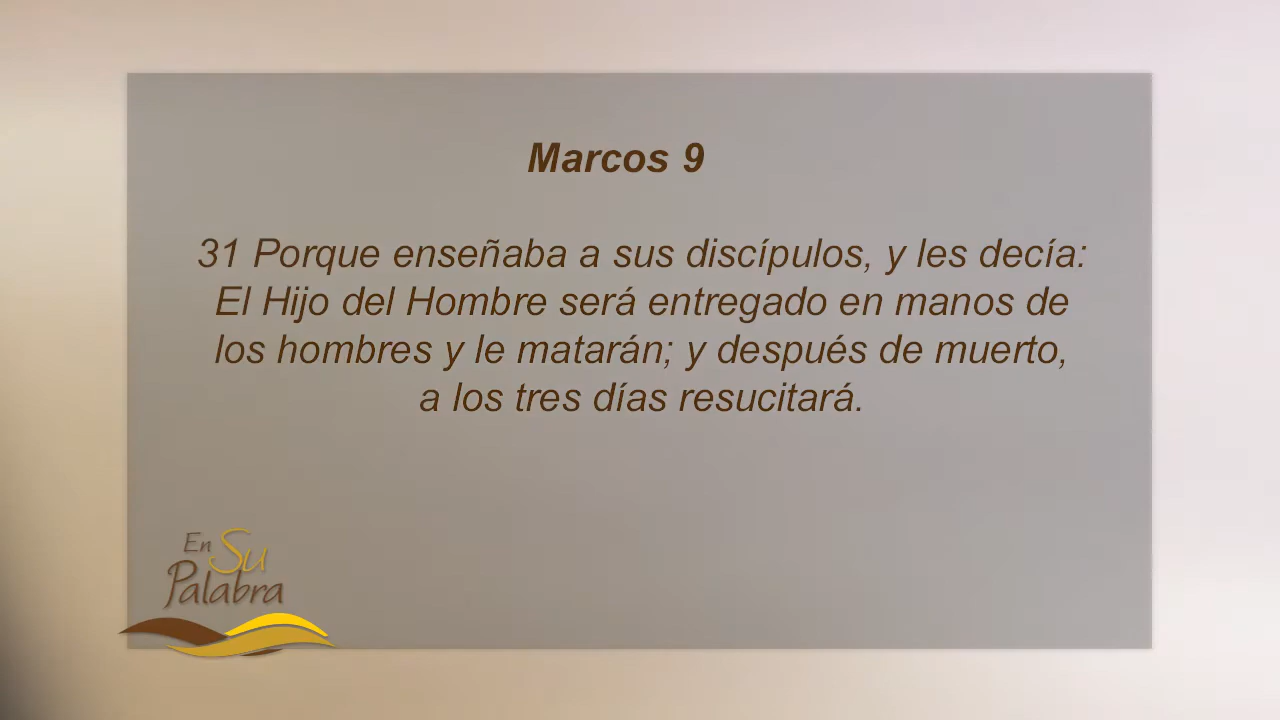 Marcos 9
31 Porque enseñaba a sus discípulos, y les decía:
El Hijo del Hombre será entregado en manos de
los hombres y le matarán; y después de muerto,
a los tres días resucitará.
En Su
Palabra